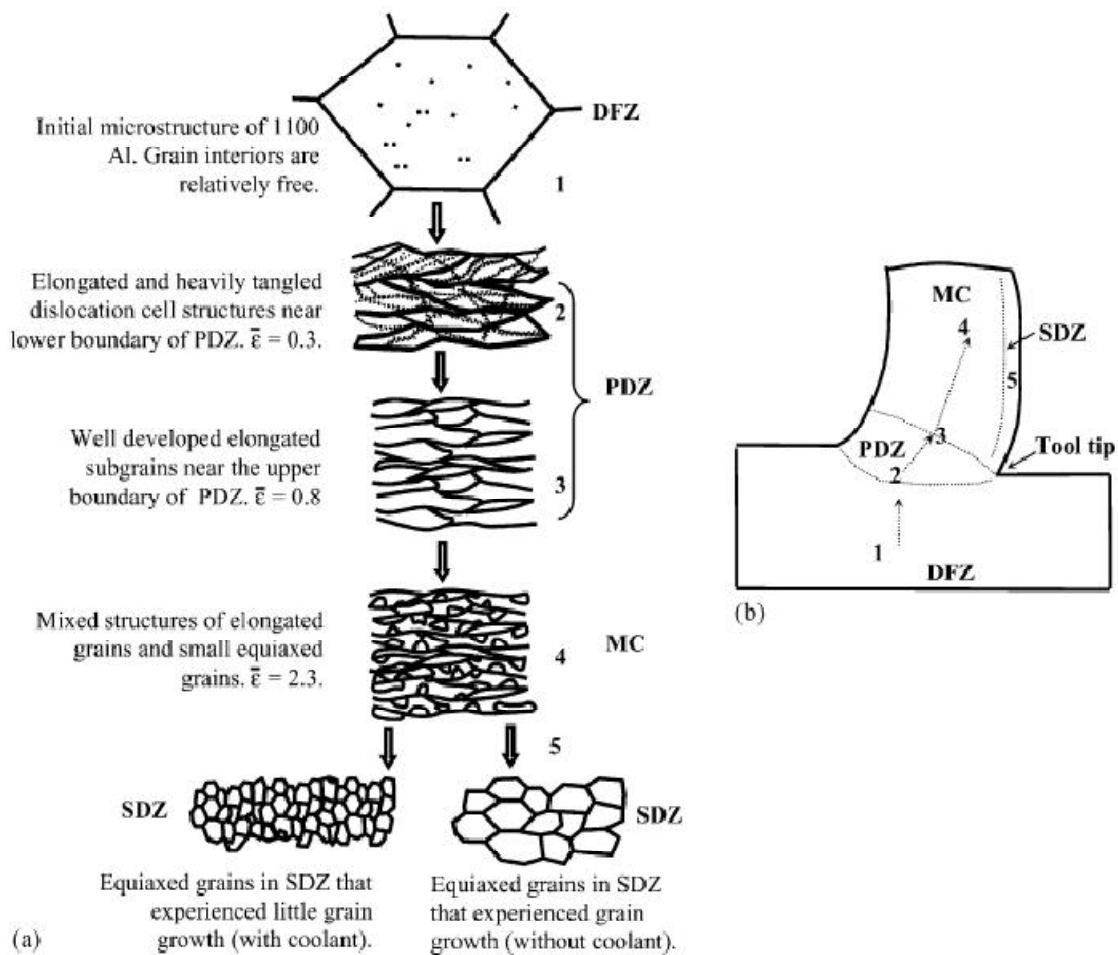 DFZ
Initial microstructure of 1100
Al. Grain interiors are
relatively free.
1
Elongated and heavily tangled
dislocation cell structures near
lower boundary of PDZ. ε̄ = 0.3.
2
PDZ
Well developed elongated
subgrains near the upper
boundary of PDZ. ε̄ = 0.8
3
Mixed structures of elongated
grains and small equiaxed
grains. ε̄ = 2.3.
4
MC
5
SDZ
SDZ
Equiaxed grains in SDZ that
experienced little grain
growth (with coolant).
Equiaxed grains in SDZ
that experienced grain
growth (without coolant).
(a)
MC
4
SDZ
5
3
PDZ
Tool tip
2
1
DFZ
(b)